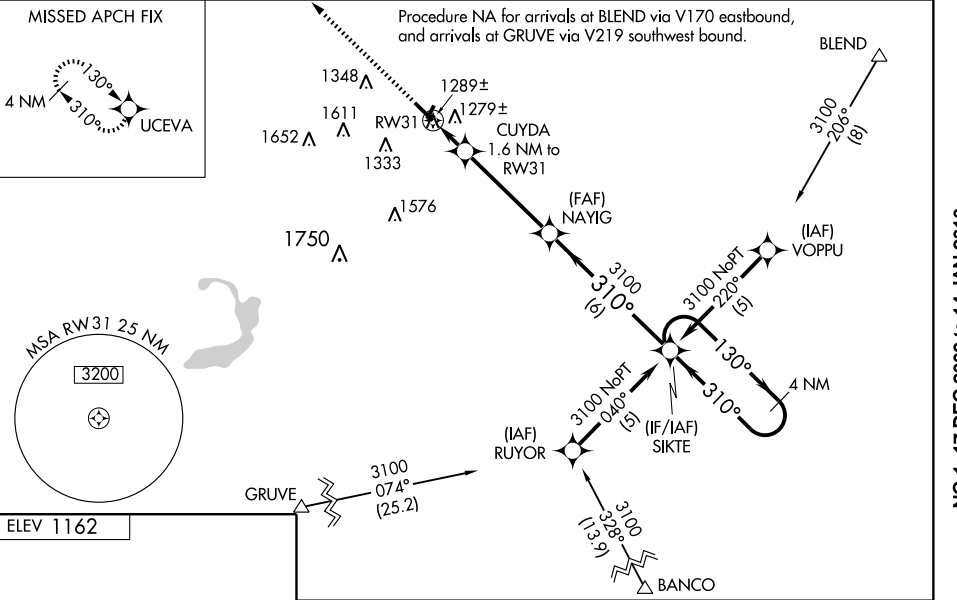 MISSED APCH FIX
4 NM
130°
310°
UCEVA
Procedure NA for arrivals at BLEND via V170 eastbound,
and arrivals at GRUVE via V219 southwest bound.
BLEND
3100
206°
(8)
1348
1289±
1279±
1611
RW31
1652
1333
CUYDA
1.6 NM to
RW31
1576
(FAF)
NAYIG
1750
(IAF)
VOPPU
3100 NoPT
220°
(5)
3100
310°
(6)
MSA RW31 25 NM
3200
130°
310°
4 NM
3100 NoPT
040°
(5)
(IF/IAF)
SIKTE
(IAF)
RUYOR
GRUVE
3100
074°
(25.2)
3100
328°
(13.9)
BANCO
ELEV 1162